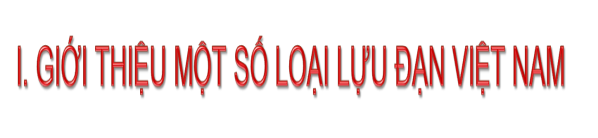 I. GIỚI THIỆU MỘT SỐ LOẠI LỰU ĐẠN VIỆT NAM